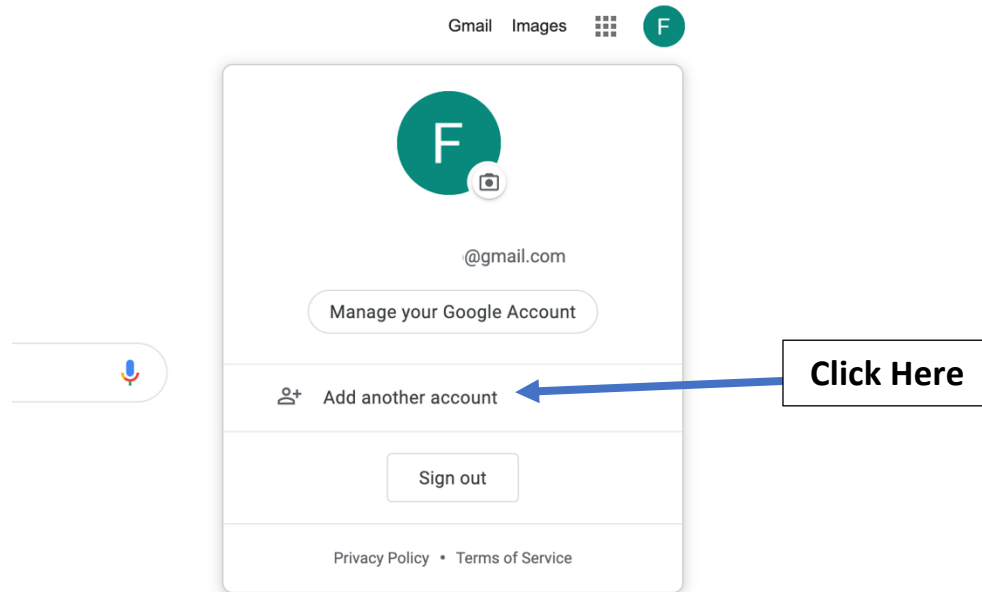 Gmail Images F
F
@gmail.com
Manage your Google Account
Add another account
Click Here
Sign out
Privacy Policy • Terms of Service